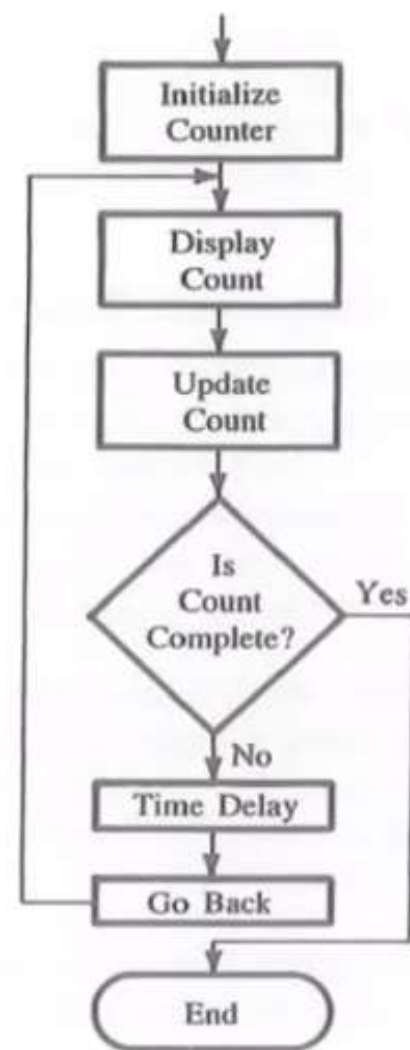 Initialize
Counter
Display
Count
Update
Count
Is
Count
Complete?
Yes
No
Time Delay
Go Back
End